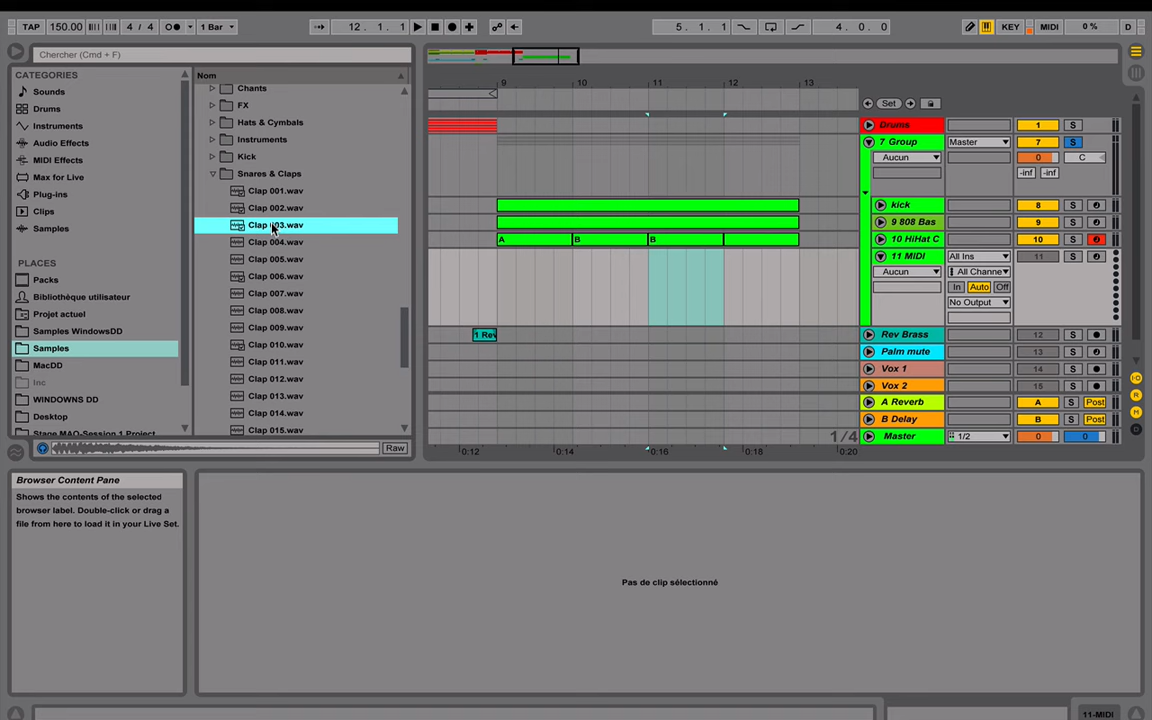 TAP 150.00 4 / 4 1 Bar 12. 1. 1 5. 1. 1 4. 0. 0 KEY MIDI 0 % D
Chercher (Cmd + F)
CATEGORIES
Sounds
Drums
Instruments
Audio Effects
MIDI Effects
Max for Live
Plug-ins
Clips
Samples
PLACES
Packs
Bibliothèque utilisateur
Projet actuel
Samples WindowsDD
Samples
MacDD
Inc
WINDOWNS DD
Desktop
Stage MAO-Session 1 Project
Nom
Chants
FX
Hats & Cymbals
Instruments
Kick
Snares & Claps
Clap 001.wav
Clap 002.wav
Clap 003.wav
Clap 004.wav
Clap 005.wav
Clap 006.wav
Clap 007.wav
Clap 008.wav
Clap 009.wav
Clap 010.wav
Clap 011.wav
Clap 012.wav
Clap 013.wav
Clap 014.wav
Clap 015.wav
Raw
9 10 11 12 13
Set
Drums 1 S
7 Group Master 7 S
Aucun 0 C
-inf -inf
kick 8 S
9 808 Bas 9 S
A B B 10 HiHat C 10 S
11 MIDI All Ins 11 S
Aucun All Channe
In Auto Off
No Output
1 Rev Rev Brass 12 S
Palm mute 13 S
Vox 1 14 S
Vox 2 15 S
A Reverb A S Post
B Delay B S Post
1/4 Master 1/2 0 0
0:12 0:14 0:16 0:18 0:20
Browser Content Pane
Shows the contents of the selected
browser label. Double-click or drag a
file from here to load it in your Live Set.
Pas de clip sélectionné
11-MIDI